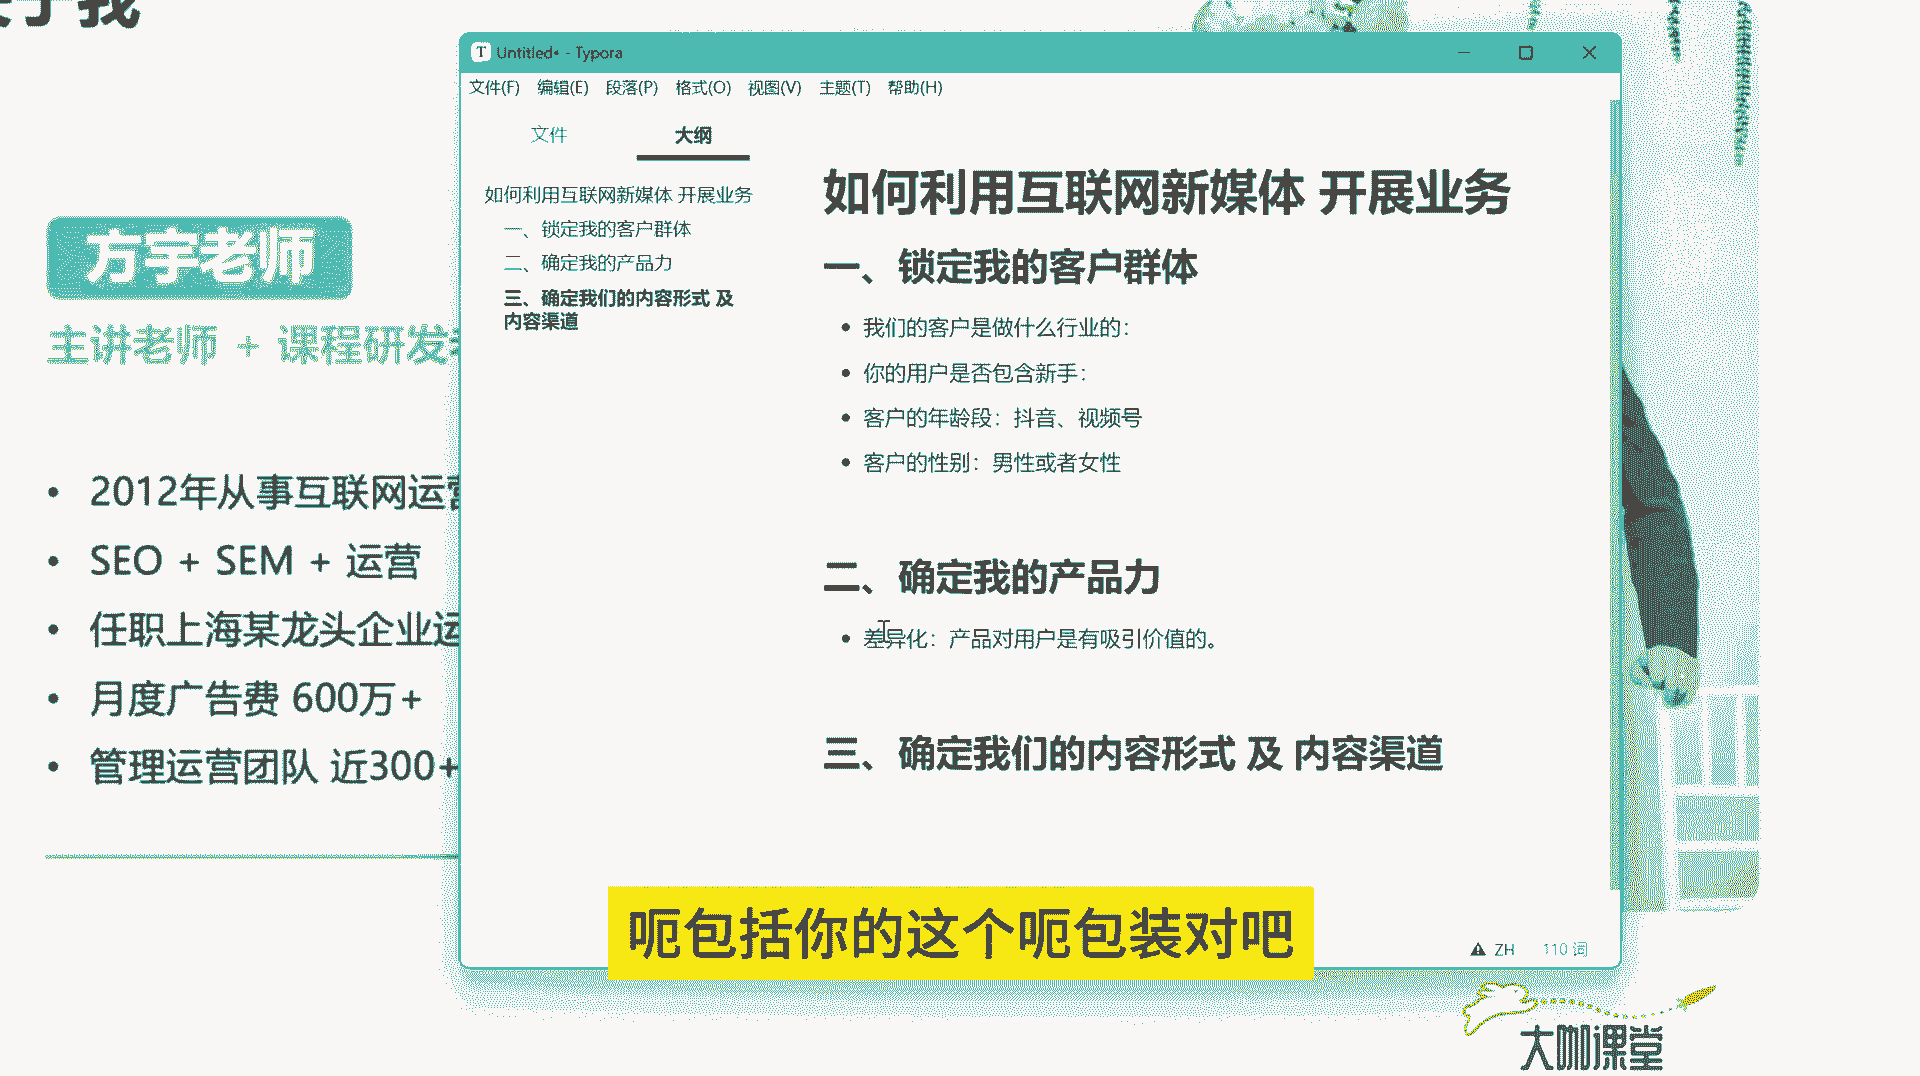 于我
方宇老师
主讲老师 + 课程研发
2012年从事互联网运营
SEO + SEM + 运营
任职上海某龙头企业运
月度广告费 600万+
管理运营团队 近300+
Untitled• - Typora
文件(F) 编辑(E) 段落(P) 格式(O) 视图(V) 主题(T) 帮助(H)
文件 大纲
如何利用互联网新媒体 开展业务
一、锁定我的客户群体
二、确定我的产品力
三、确定我们的内容形式 及
内容渠道
如何利用互联网新媒体 开展业务
一、锁定我的客户群体
我们的客户是做什么行业的：
你的用户是否包含新手：
客户的年龄段：抖音、视频号
客户的性别：男性或者女性
二、确定我的产品力
差异化：产品对用户是有吸引价值的。
三、确定我们的内容形式 及 内容渠道
ZH 110 词
呃包括你的这个呃包装对吧
大咖课堂